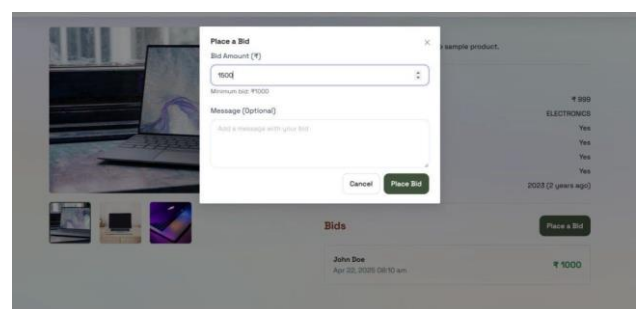 Place a Bid
×
Bid Amount (₹)
1500
Minimum bid: ₹1000
Message (Optional)
Add a message with your bid
Cancel
Place Bid
sample product.
₹ 999
ELECTRONICS
Yes
Yes
Yes
Yes
2023 (2 years ago)
Bids
Place a Bid
John Doe
Apr 22, 2025 08:10 am
₹ 1000